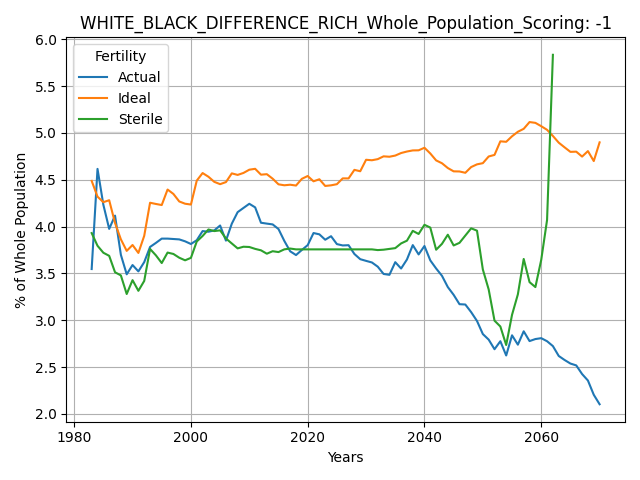 WHITE_BLACK_DIFFERENCE_RICH_Whole_Population_Scoring: -1
6.0
5.5
5.0
4.5
4.0
3.5
3.0
2.5
2.0
% of Whole Population
Fertility
Actual
Ideal
Sterile
1980 2000 2020 2040 2060
Years